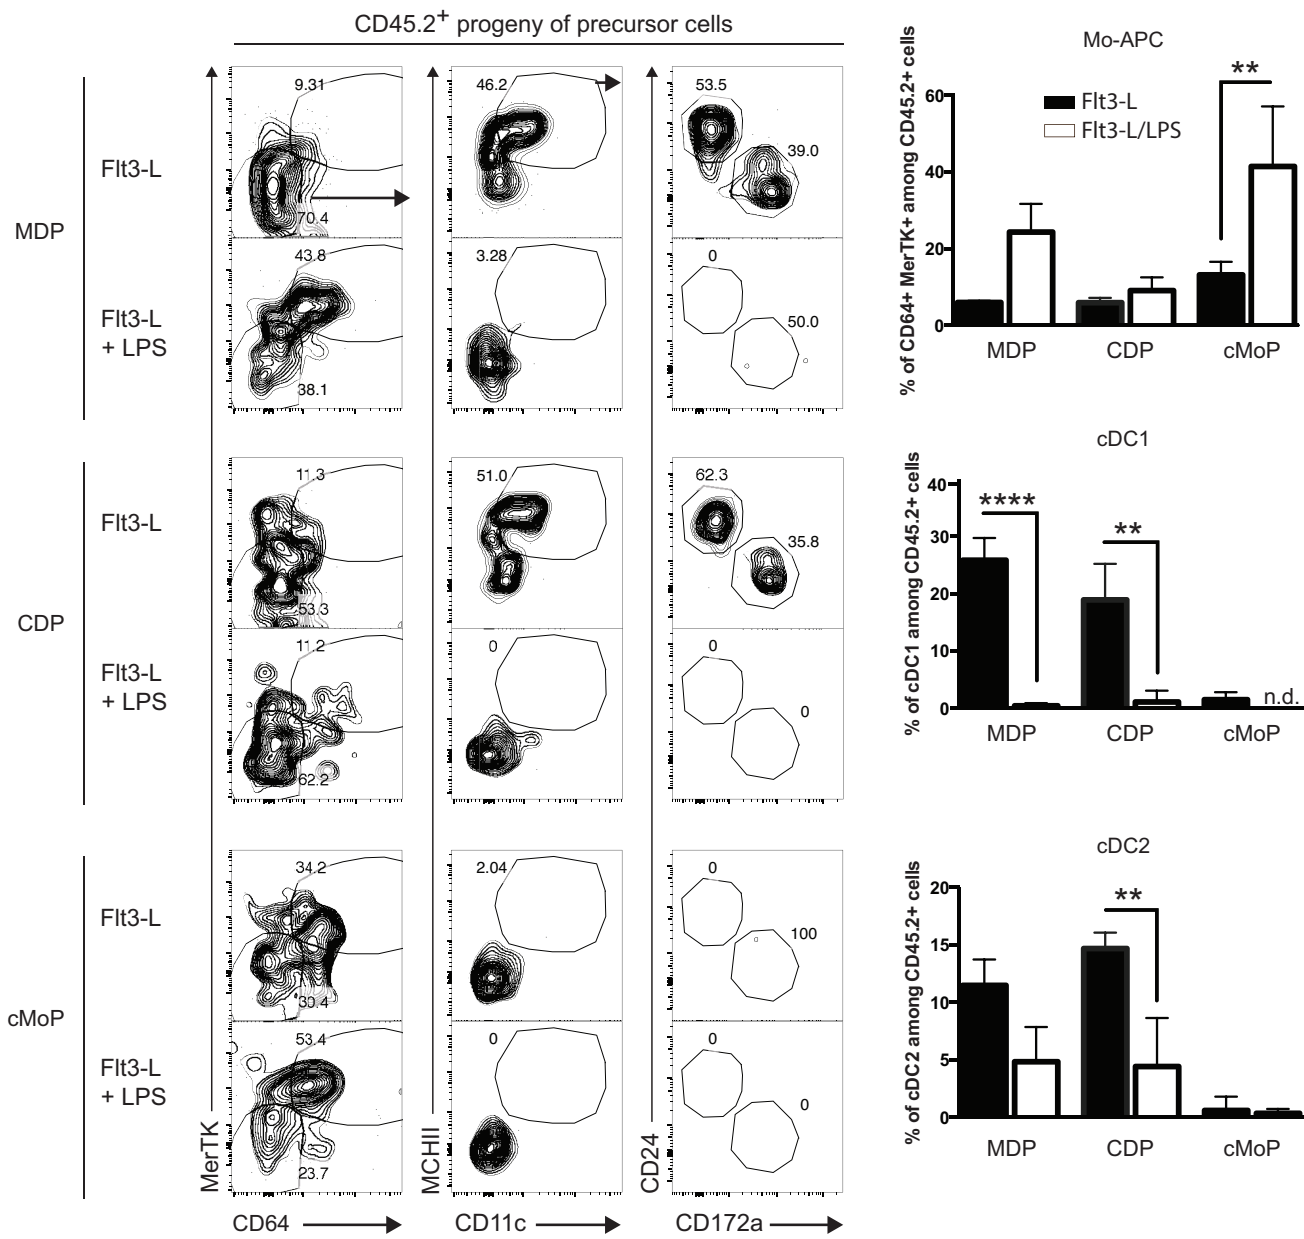 CD45.2+ progeny of precursor cells
MDP
Flt3-L
9.31
70.4
46.2
53.5
39.0
Flt3-L
+ LPS
43.8
38.1
3.28
0
50.0
CDP
Flt3-L
11.3
53.3
51.0
62.3
35.8
Flt3-L
+ LPS
11.2
62.2
0
0
0
cMoP
Flt3-L
34.2
30.4
2.04
0
100
Flt3-L
+ LPS
53.4
23.7
0
0
0
MerTK
MCHII
CD24
CD64
CD11c
CD172a
Mo-APC
% of CD64+ MerTK+ among CD45.2+ cells
60
40
20
0
Flt3-L
Flt3-L/LPS
**
MDP
CDP
cMoP
cDC1
% of cDC1 among CD45.2+ cells
40
30
20
10
0
****
**
n.d.
MDP
CDP
cMoP
cDC2
% of cDC2 among CD45.2+ cells
20
15
10
5
0
**
MDP
CDP
cMoP